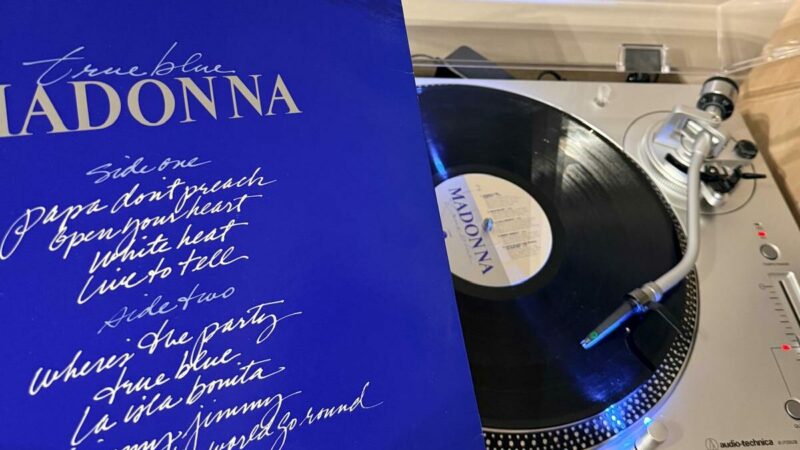 true blue
MADONNA
side one
papa don't preach
open your heart
white heat
live to tell
side two
where's the party
true blue
la isla bonita
jimmy
world go round
MADONNA
audio-technica